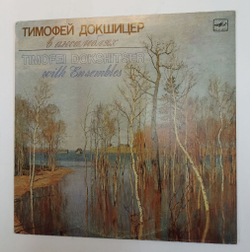 ТИМОФЕЙ ДОКШИЦЕР
в ансамблях
TIMOFEI DOKSHITSER
with Ensembles